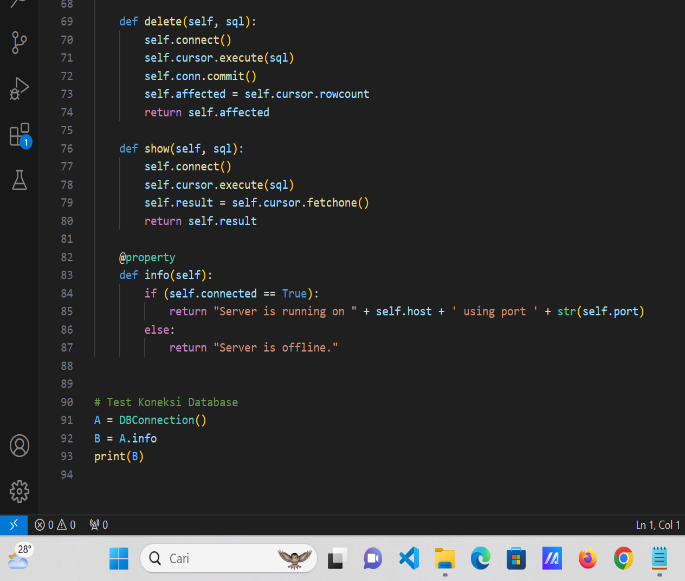 68
69 def delete(self, sql):
70 self.connect()
71 self.cursor.execute(sql)
72 self.conn.commit()
73 self.affected = self.cursor.rowcount
74 return self.affected
75
76 def show(self, sql):
77 self.connect()
78 self.cursor.execute(sql)
79 self.result = self.cursor.fetchone()
80 return self.result
81
82 @property
83 def info(self):
84 if (self.connected == True):
85 return "Server is running on " + self.host + ' using port ' + str(self.port)
86 else:
87 return "Server is offline."
88
89
90 # Test Koneksi Database
91 A = DBConnection()
92 B = A.info
93 print(B)
94
1
0 0 0 Ln 1, Col 1
28° Cari